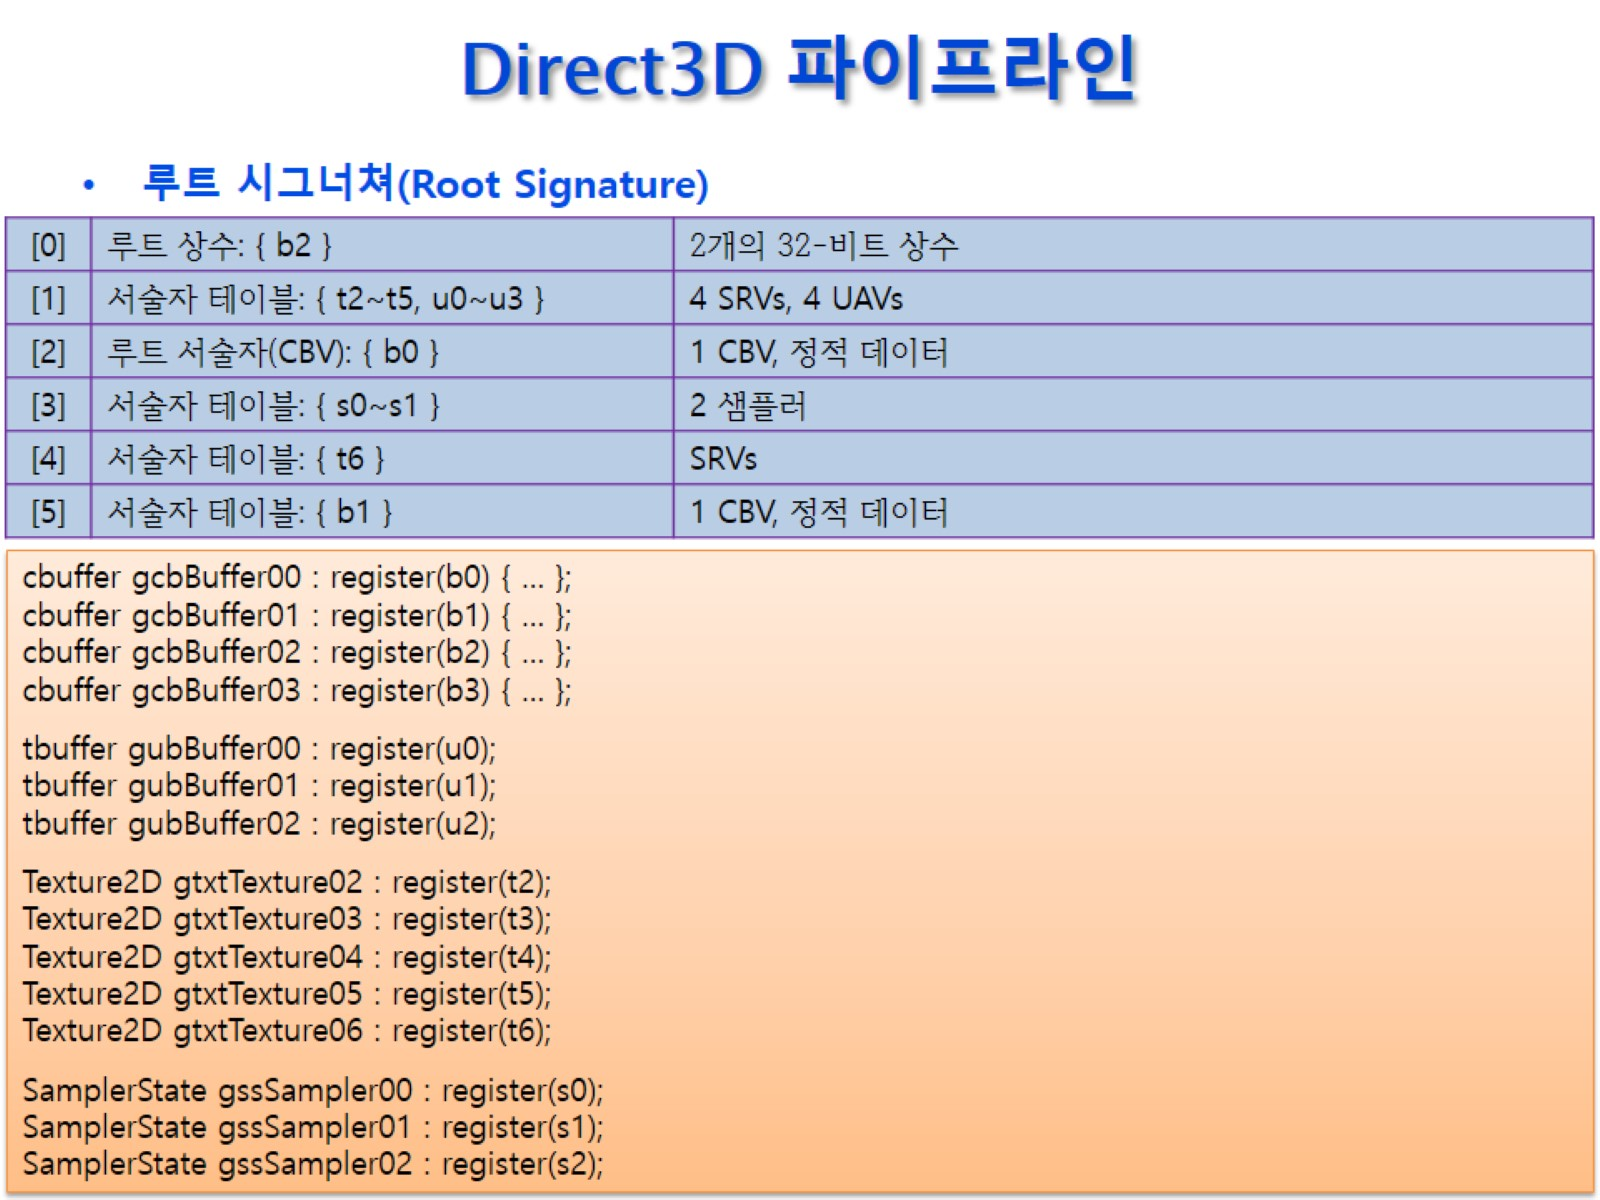 Direct3D 파이프라인
• 루트 시그너쳐(Root Signature)
[0] 루트 상수: { b2 } 2개의 32-비트 상수
[1] 서술자 테이블: { t2~t5, u0~u3 } 4 SRVs, 4 UAVs
[2] 루트 서술자(CBV): { b0 } 1 CBV, 정적 데이터
[3] 서술자 테이블: { s0~s1 } 2 샘플러
[4] 서술자 테이블: { t6 } SRVs
[5] 서술자 테이블: { b1 } 1 CBV, 정적 데이터
cbuffer gcbBuffer00 : register(b0) { ... };
cbuffer gcbBuffer01 : register(b1) { ... };
cbuffer gcbBuffer02 : register(b2) { ... };
cbuffer gcbBuffer03 : register(b3) { ... };
tbuffer gubBuffer00 : register(u0);
tbuffer gubBuffer01 : register(u1);
tbuffer gubBuffer02 : register(u2);
Texture2D gtxtTexture02 : register(t2);
Texture2D gtxtTexture03 : register(t3);
Texture2D gtxtTexture04 : register(t4);
Texture2D gtxtTexture05 : register(t5);
Texture2D gtxtTexture06 : register(t6);
SamplerState gssSampler00 : register(s0);
SamplerState gssSampler01 : register(s1);
SamplerState gssSampler02 : register(s2);